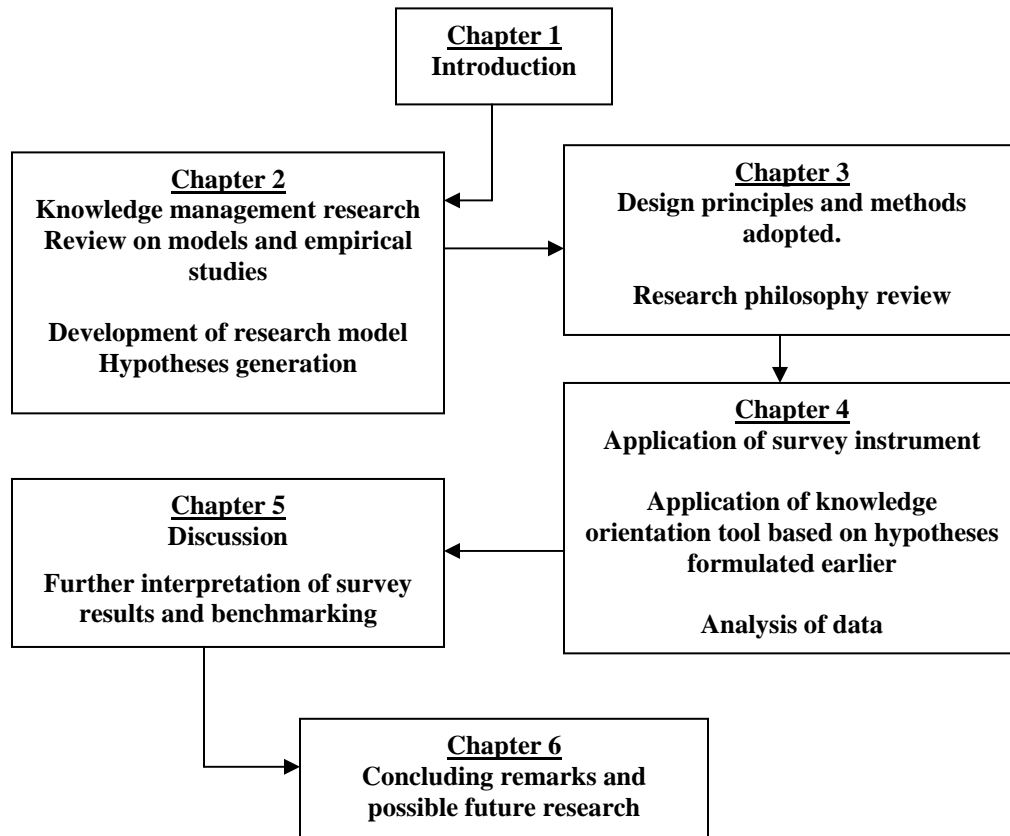 Chapter 1
Introduction
Chapter 2
Knowledge management research
Review on models and empirical
studies
Development of research model
Hypotheses generation
Chapter 3
Design principles and methods
adopted.
Research philosophy review
Chapter 4
Application of survey instrument
Application of knowledge
orientation tool based on hypotheses
formulated earlier
Analysis of data
Chapter 5
Discussion
Further interpretation of survey
results and benchmarking
Chapter 6
Concluding remarks and
possible future research